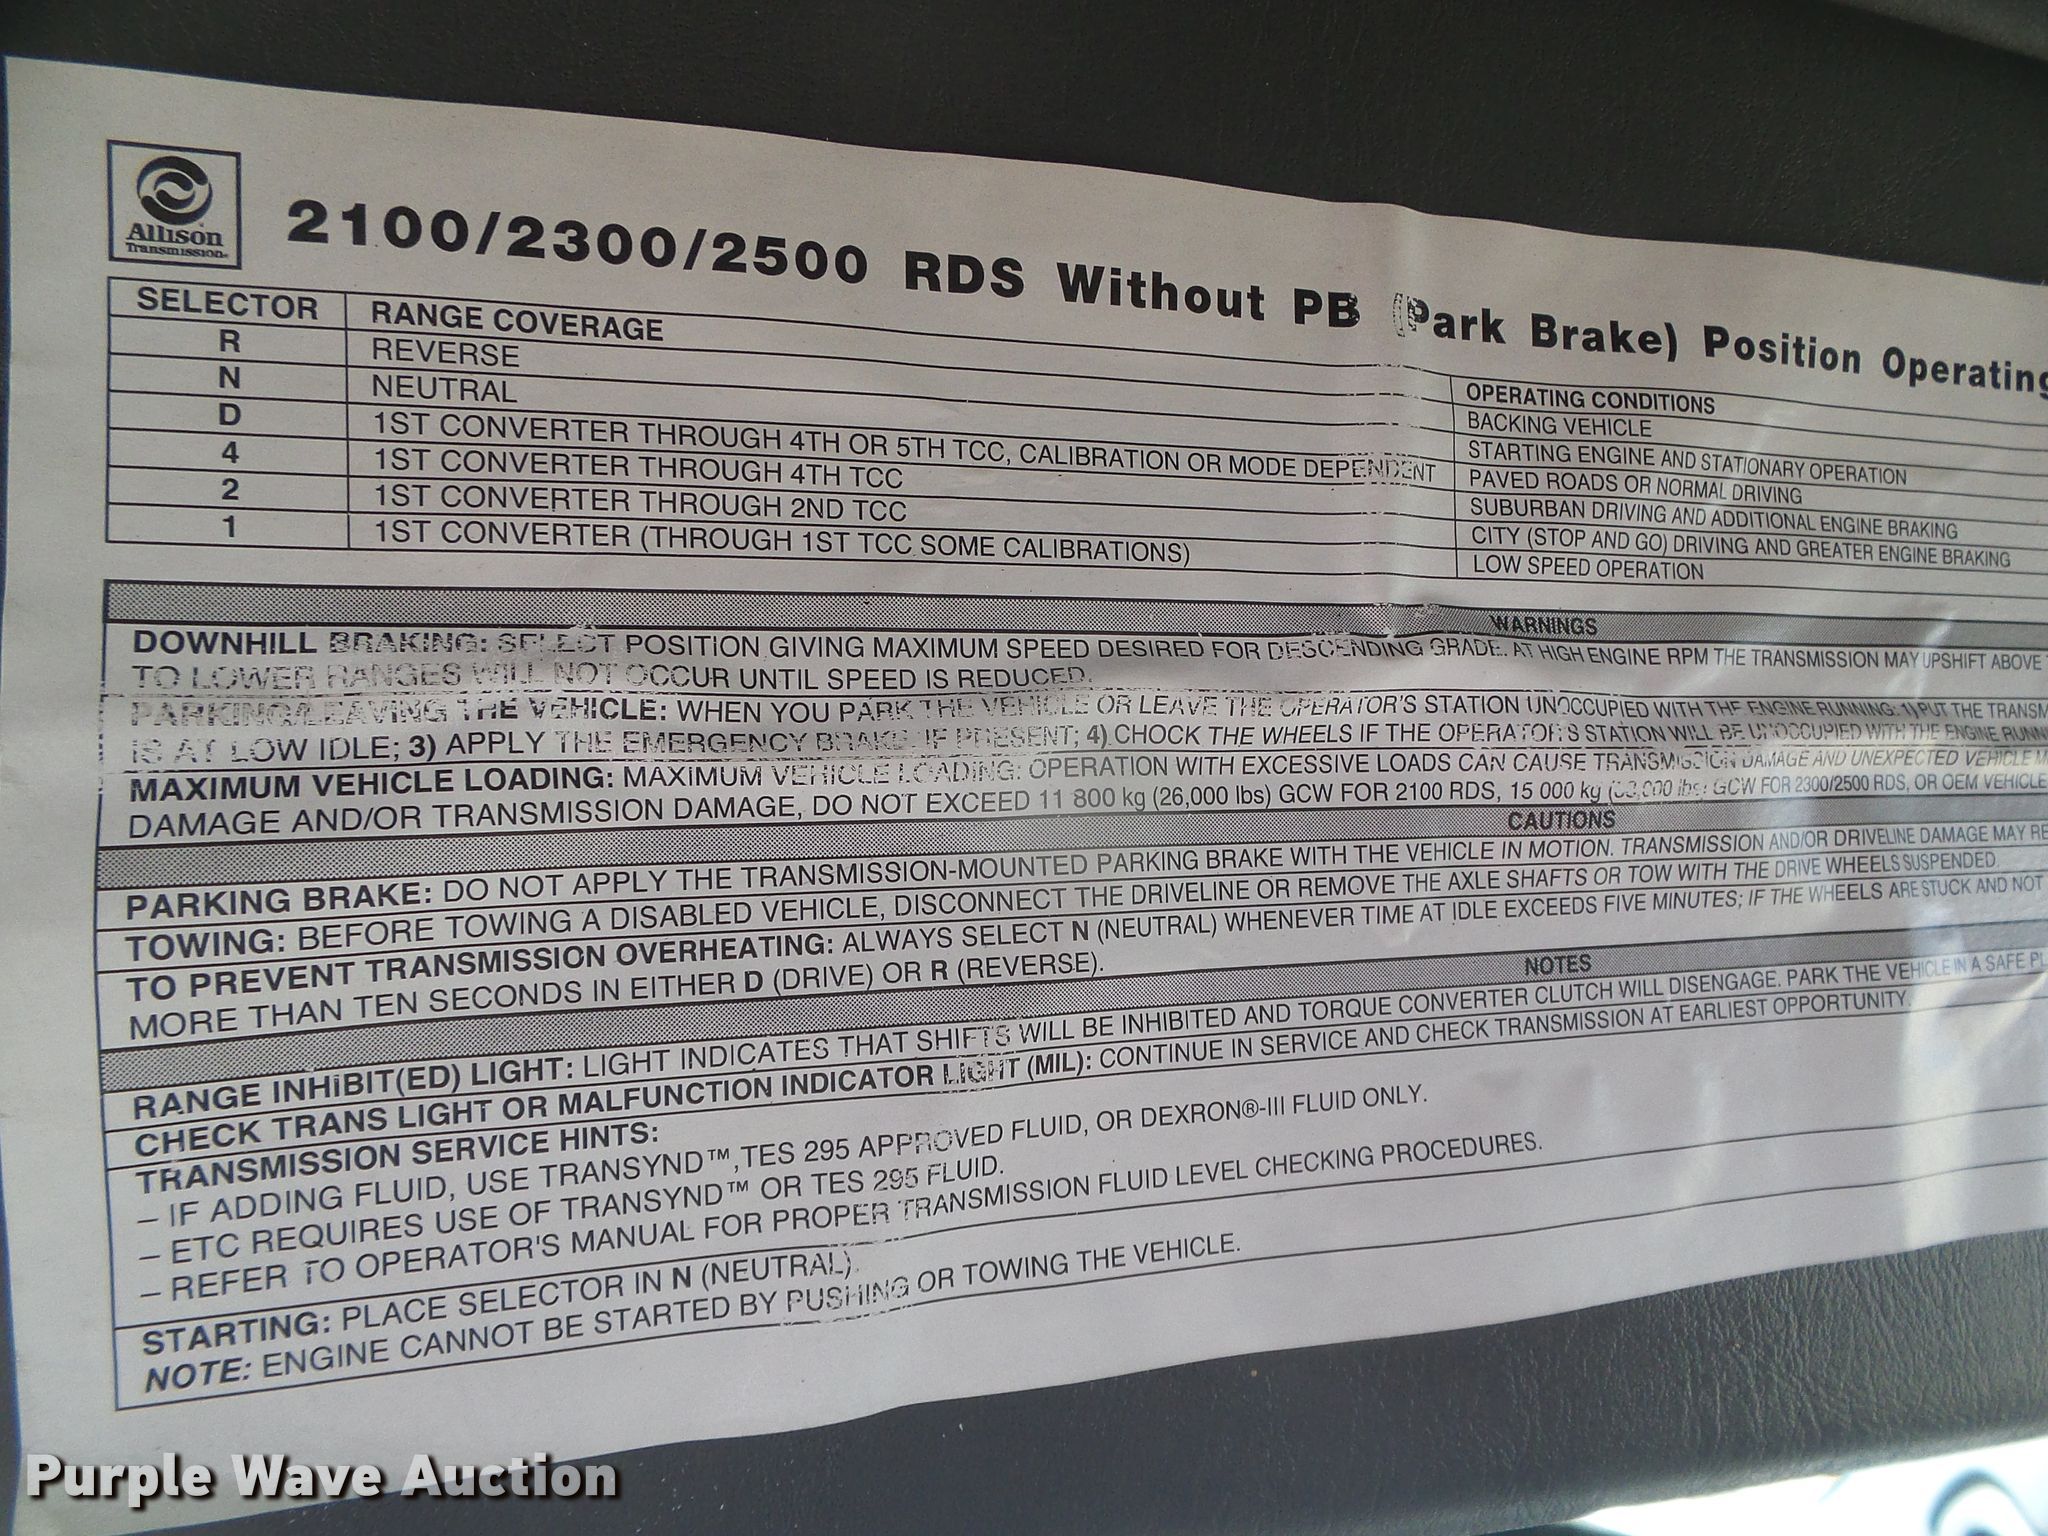 Allison
Transmission®
2100/2300/2500 RDS Without PB (Park Brake) Position Operating
SELECTOR RANGE COVERAGE OPERATING CONDITIONS
R REVERSE BACKING VEHICLE
N NEUTRAL STARTING ENGINE AND STATIONARY OPERATION
D 1ST CONVERTER THROUGH 4TH OR 5TH TCC, CALIBRATION OR MODE DEPENDENT PAVED ROADS OR NORMAL DRIVING
4 1ST CONVERTER THROUGH 4TH TCC SUBURBAN DRIVING AND ADDITIONAL ENGINE BRAKING
2 1ST CONVERTER THROUGH 2ND TCC CITY (STOP AND GO) DRIVING AND GREATER ENGINE BRAKING
1 1ST CONVERTER (THROUGH 1ST TCC SOME CALIBRATIONS) LOW SPEED OPERATION
WARNINGS
DOWNHILL BRAKING: SELECT POSITION GIVING MAXIMUM SPEED DESIRED FOR DESCENDING GRADE. AT HIGH ENGINE RPM THE TRANSMISSION MAY UPSHIFT ABOVE
TO LOWER RANGES WILL NOT OCCUR UNTIL SPEED IS REDUCED.
PARKING/LEAVING THE VEHICLE: WHEN YOU PARK THE VEHICLE OR LEAVE THE OPERATOR'S STATION UNOCCUPIED WITH THE ENGINE RUNNING: 1) PUT THE
IS AT LOW IDLE; 3) APPLY THE EMERGENCY BRAKE, IF PRESENT; 4) CHOCK THE WHEELS IF THE OPERATOR'S STATION WILL BE UNOCCUPIED WITH THE ENGINE
MAXIMUM VEHICLE LOADING: MAXIMUM VEHICLE LOADING: OPERATION WITH EXCESSIVE LOADS CAN CAUSE TRANSMISSION DAMAGE AND UNEXPECTED VEHICLE
DAMAGE AND/OR TRANSMISSION DAMAGE, DO NOT EXCEED 11 800 kg (26,000 lbs) GCW FOR 2100 RDS, 15 000 kg GCW FOR 2300/2500 RDS, OR OEM VEHICLE
CAUTIONS
PARKING BRAKE: DO NOT APPLY THE TRANSMISSION-MOUNTED PARKING BRAKE WITH THE VEHICLE IN MOTION. TRANSMISSION AND/OR DRIVELINE DAMAGE MAY
TOWING: BEFORE TOWING A DISABLED VEHICLE, DISCONNECT THE DRIVELINE OR REMOVE THE AXLE SHAFTS OR TOW WITH THE DRIVE WHEELS SUSPENDED.
TO PREVENT TRANSMISSION OVERHEATING: ALWAYS SELECT N (NEUTRAL) WHENEVER TIME AT IDLE EXCEEDS FIVE MINUTES; IF THE WHEELS ARE STUCK AND NOT
MORE THAN TEN SECONDS IN EITHER D (DRIVE) OR R (REVERSE).
NOTES
RANGE INHIBIT(ED) LIGHT: LIGHT INDICATES THAT SHIFTS WILL BE INHIBITED AND TORQUE CONVERTER CLUTCH WILL DISENGAGE. PARK THE VEHICLE IN A SAFE
CHECK TRANS LIGHT OR MALFUNCTION INDICATOR LIGHT (MIL): CONTINUE IN SERVICE AND CHECK TRANSMISSION AT EARLIEST OPPORTUNITY.
TRANSMISSION SERVICE HINTS:
– IF ADDING FLUID, USE TRANSYND™, TES 295 APPROVED FLUID, OR DEXRON®-III FLUID ONLY.
– ETC REQUIRES USE OF TRANSYND™ OR TES 295 FLUID.
– REFER TO OPERATOR'S MANUAL FOR PROPER TRANSMISSION FLUID LEVEL CHECKING PROCEDURES.
STARTING: PLACE SELECTOR IN N (NEUTRAL).
NOTE: ENGINE CANNOT BE STARTED BY PUSHING OR TOWING THE VEHICLE.
Purple Wave Auction